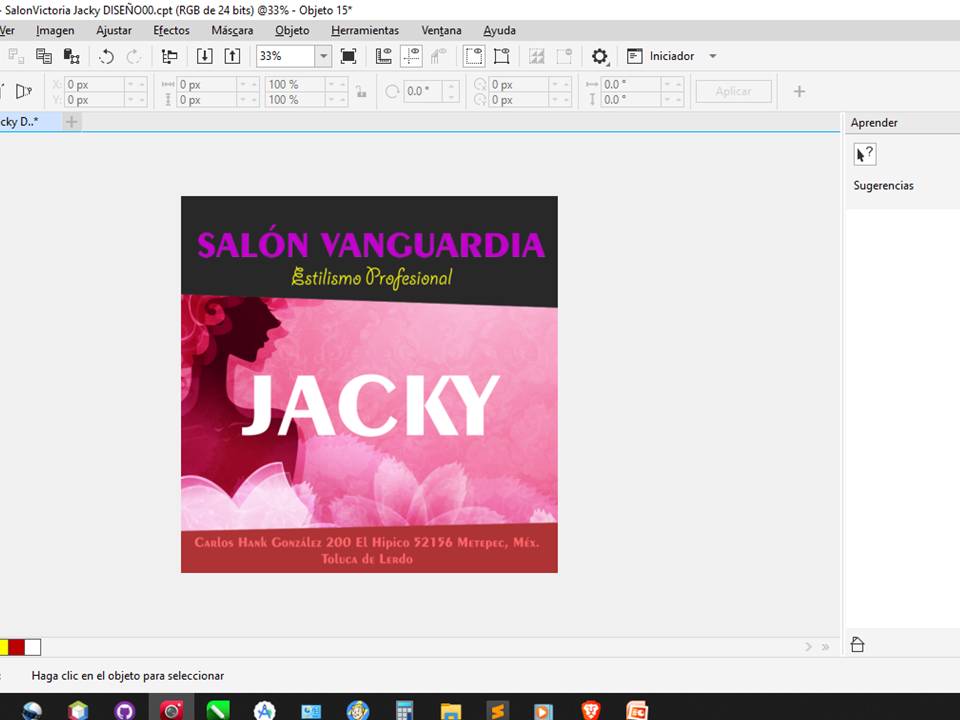 - SalonVictoria Jacky DISEÑO00.cpt (RGB de 24 bits) @33% - Objeto 15*
Ver Imagen Ajustar Efectos Máscara Objeto Herramientas Ventana Ayuda
33% Iniciador
X: 0 px 0 px 100 % 0.0 ° 0 px 0.0 ° Aplicar
Y: 0 px 0 px 100 % 0 px 0.0 °
cky D..*
Aprender
Sugerencias
SALÓN VANGUARDIA
Estilismo Profesional
JACKY
Carlos Hank González 200 El Hípico 52156 Metepec, Méx.
Toluca de Lerdo
Haga clic en el objeto para seleccionar